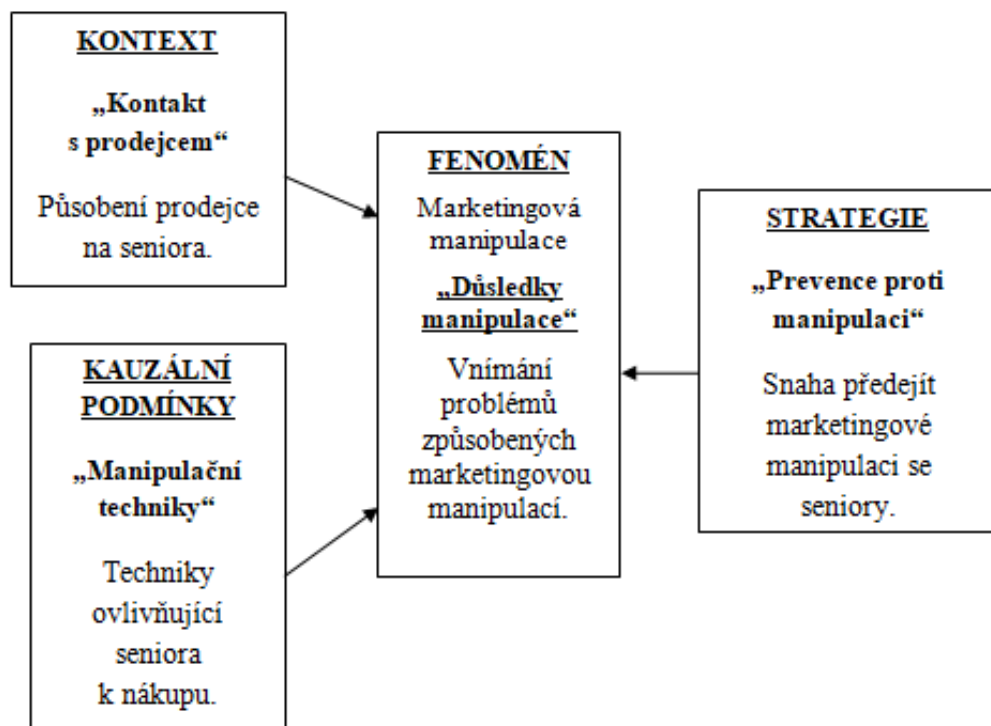 KONTEXT
„Kontakt
s prodejcem“
Působení prodejce
na seniora.
KAUZÁLNÍ
PODMÍNKY
„Manipulační
techniky“
Techniky
ovlivňující
seniora
k nákupu.
FENOMÉN
Marketingová
manipulace
„Důsledky
manipulace“
Vnímání
problémů
způsobených
marketingovou
manipulací.
STRATEGIE
„Prevence proti
manipulaci“
Snaha předejít
marketingové
manipulaci se
seniory.